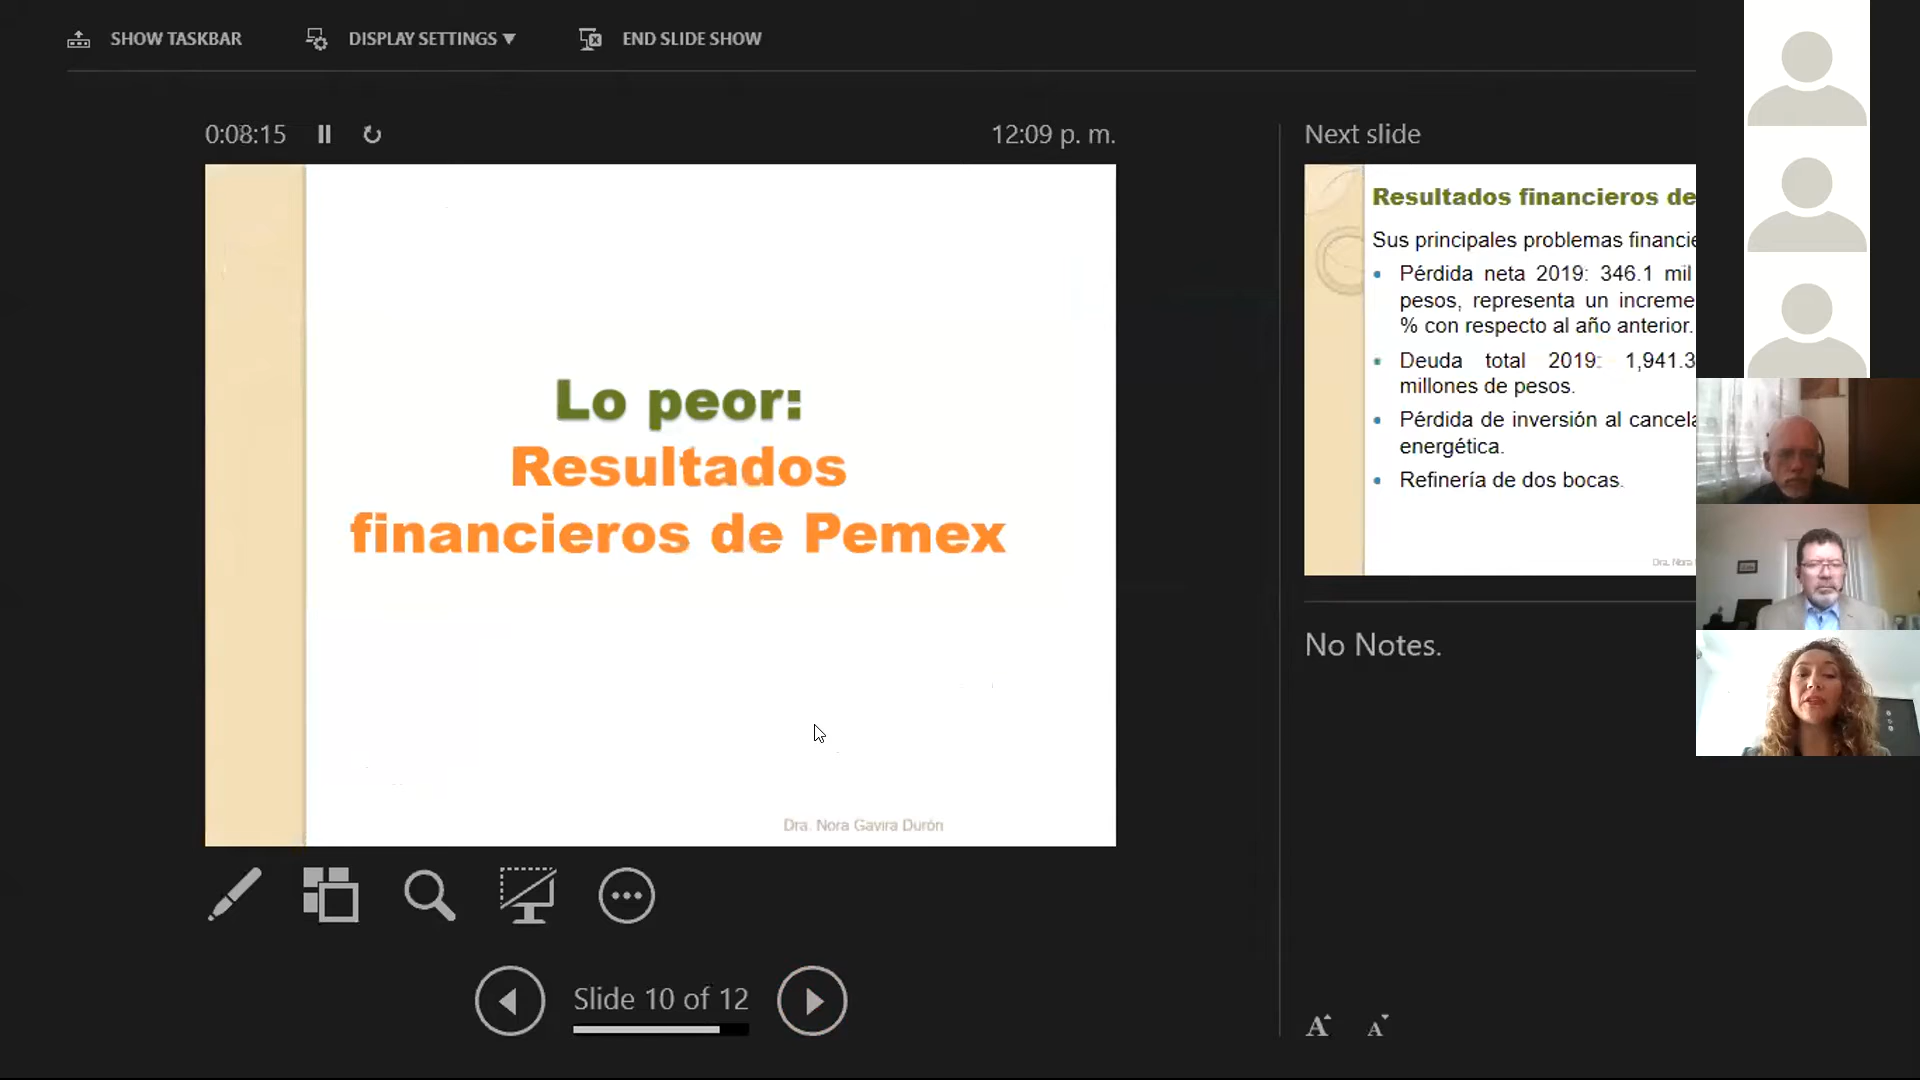 SHOW TASKBAR
DISPLAY SETTINGS
END SLIDE SHOW
0:08:15
12:09 p. m.
Lo peor:
Resultados
financieros de Pemex
Dra. Nora Gavira Durón
Slide 10 of 12
Next slide
Resultados financieros de
Sus principales problemas
Pérdida neta 2019: 346.1 mil
pesos, representa un
% con respecto al año anterior.
Deuda total 2019: 1,941.3
millones de pesos.
Pérdida de inversión al
energética.
Refinería de dos bocas.
Dra. Nora
No Notes.
A A